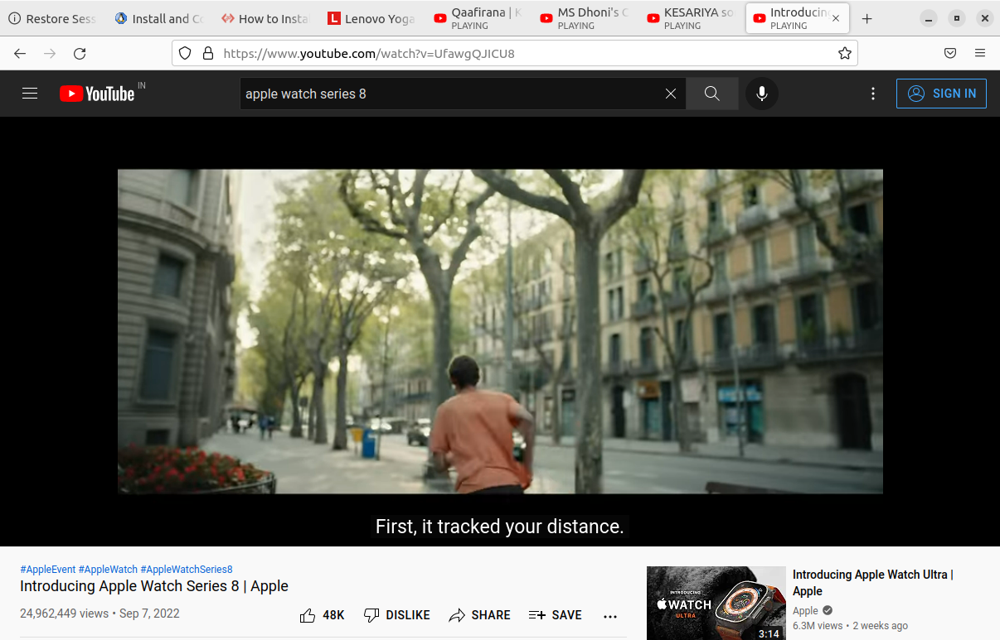 Restore Sess
Install and Co
How to Insta
Lenovo Yoga
Qaafirana | K
PLAYING
MS Dhoni's C
PLAYING
KESARIYA so
PLAYING
Introducing
PLAYING
https://www.youtube.com/watch?v=UfawgQJICU8
YouTube IN
apple watch series 8
SIGN IN
First, it tracked your distance.
#AppleEvent #AppleWatch #AppleWatchSeries8
Introducing Apple Watch Series 8 | Apple
24,962,449 views • Sep 7, 2022
48K
DISLIKE
SHARE
SAVE
INTRODUCING
WATCH
ULTRA
3:14
Introducing Apple Watch Ultra |
Apple
Apple
6.3M views • 2 weeks ago